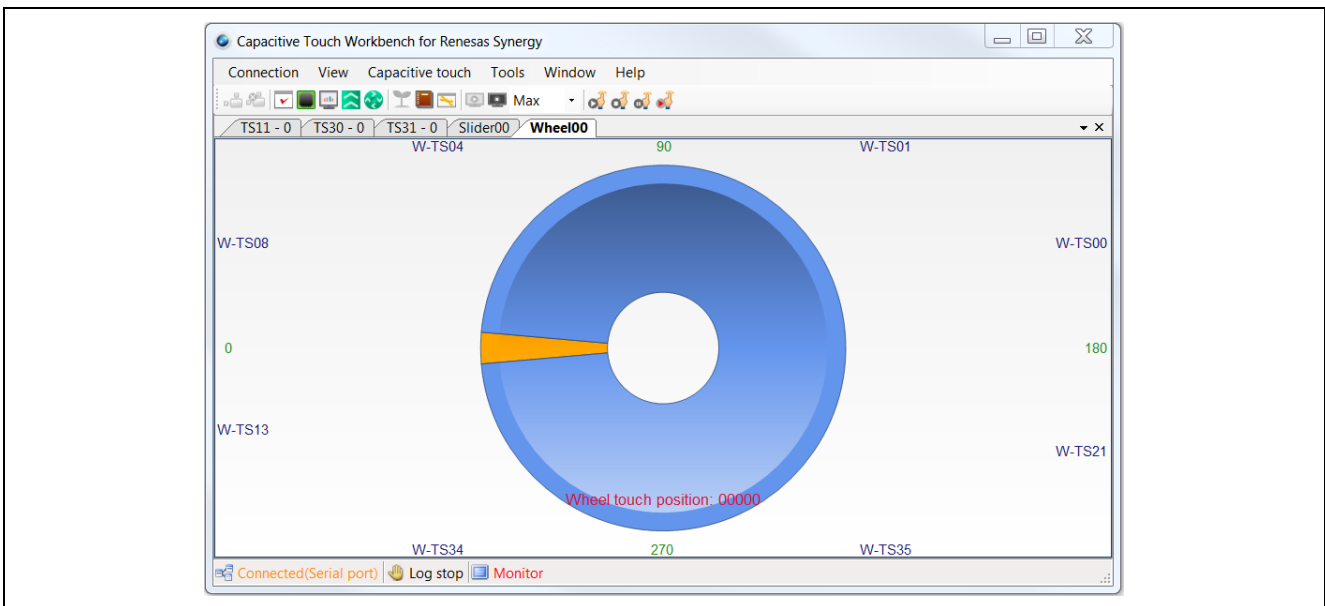 Capacitive Touch Workbench for Renesas Synergy
Connection View Capacitive touch Tools Window Help
Max
TS11 - 0 TS30 - 0 TS31 - 0 Slider00 Wheel00
W-TS04 90 W-TS01
W-TS08 W-TS00
0 180
W-TS13
W-TS21
Wheel touch position: 00000
W-TS34 270 W-TS35
Connected(Serial port) Log stop Monitor